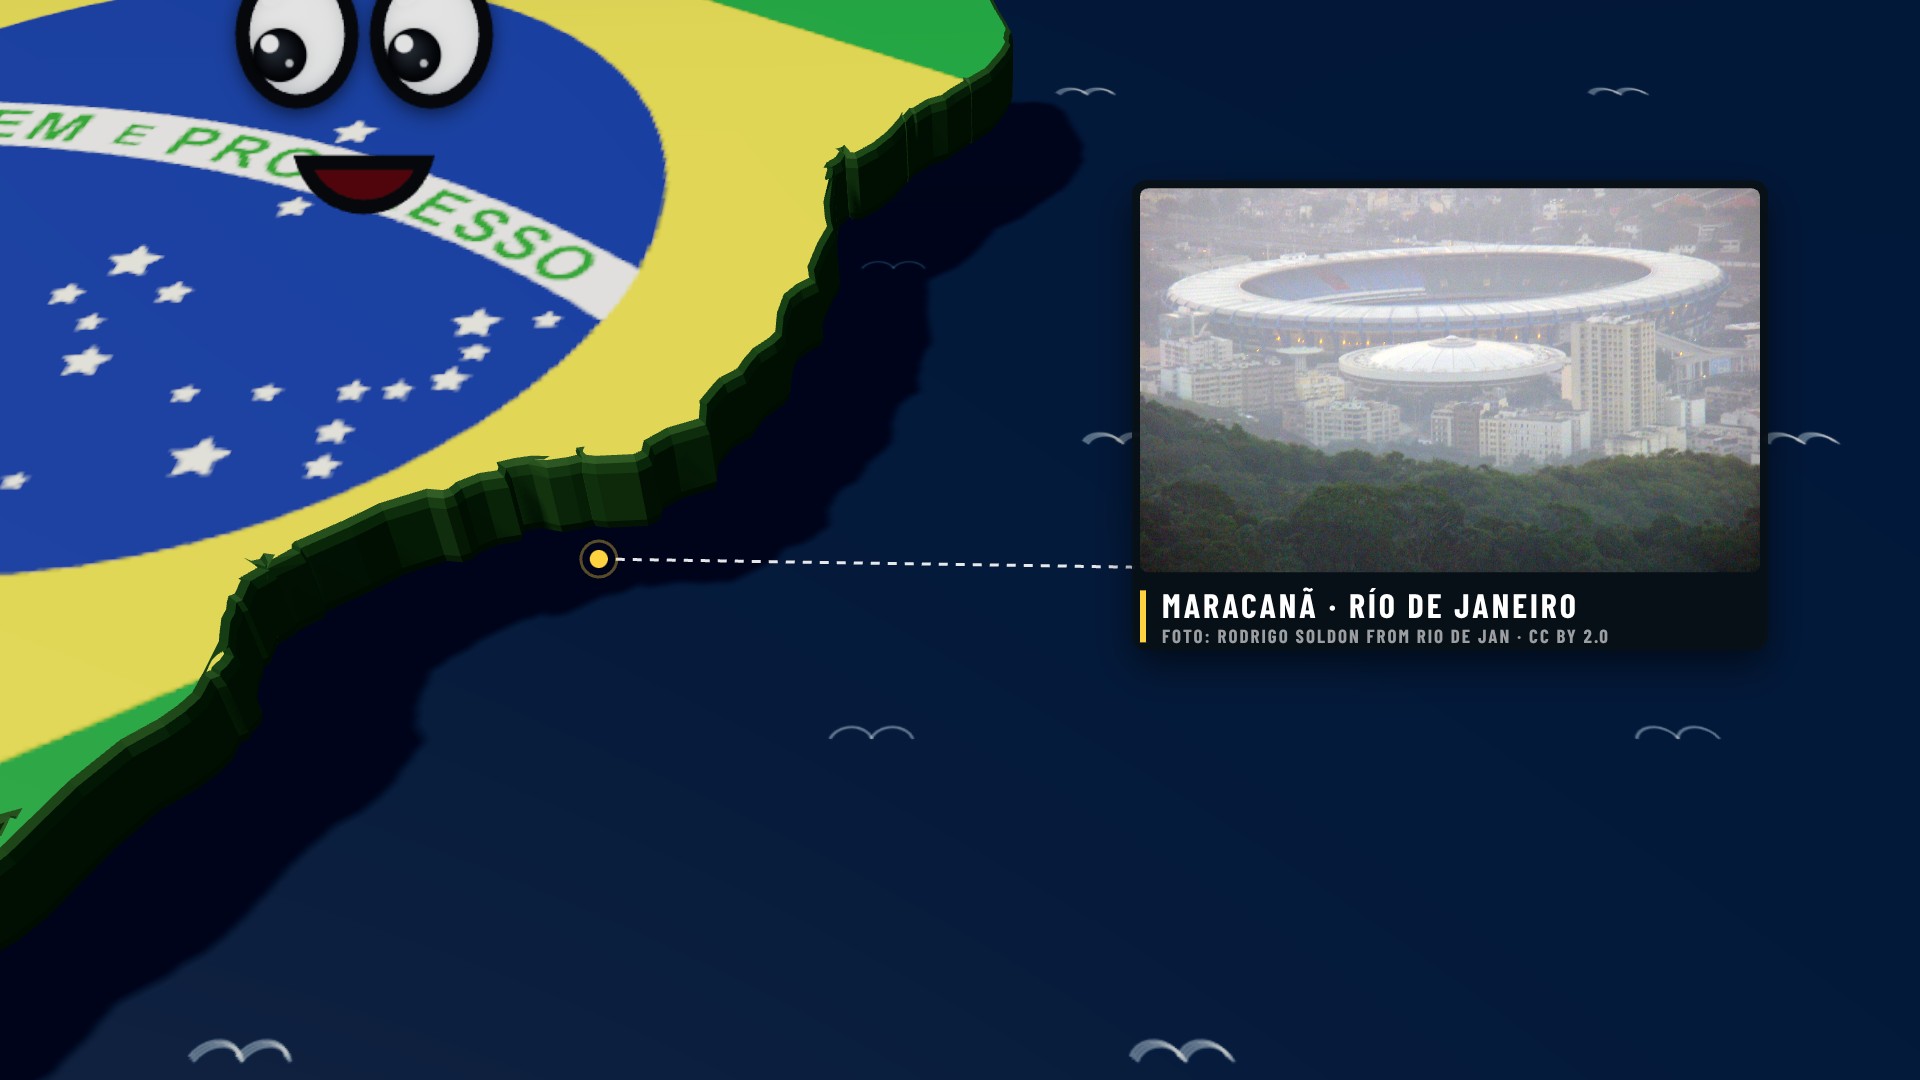 EM E PRO ESSO
MARACANÃ · RÍO DE JANEIRO
FOTO: RODRIGO SOLDON FROM RIO DE JAN · CC BY 2.0